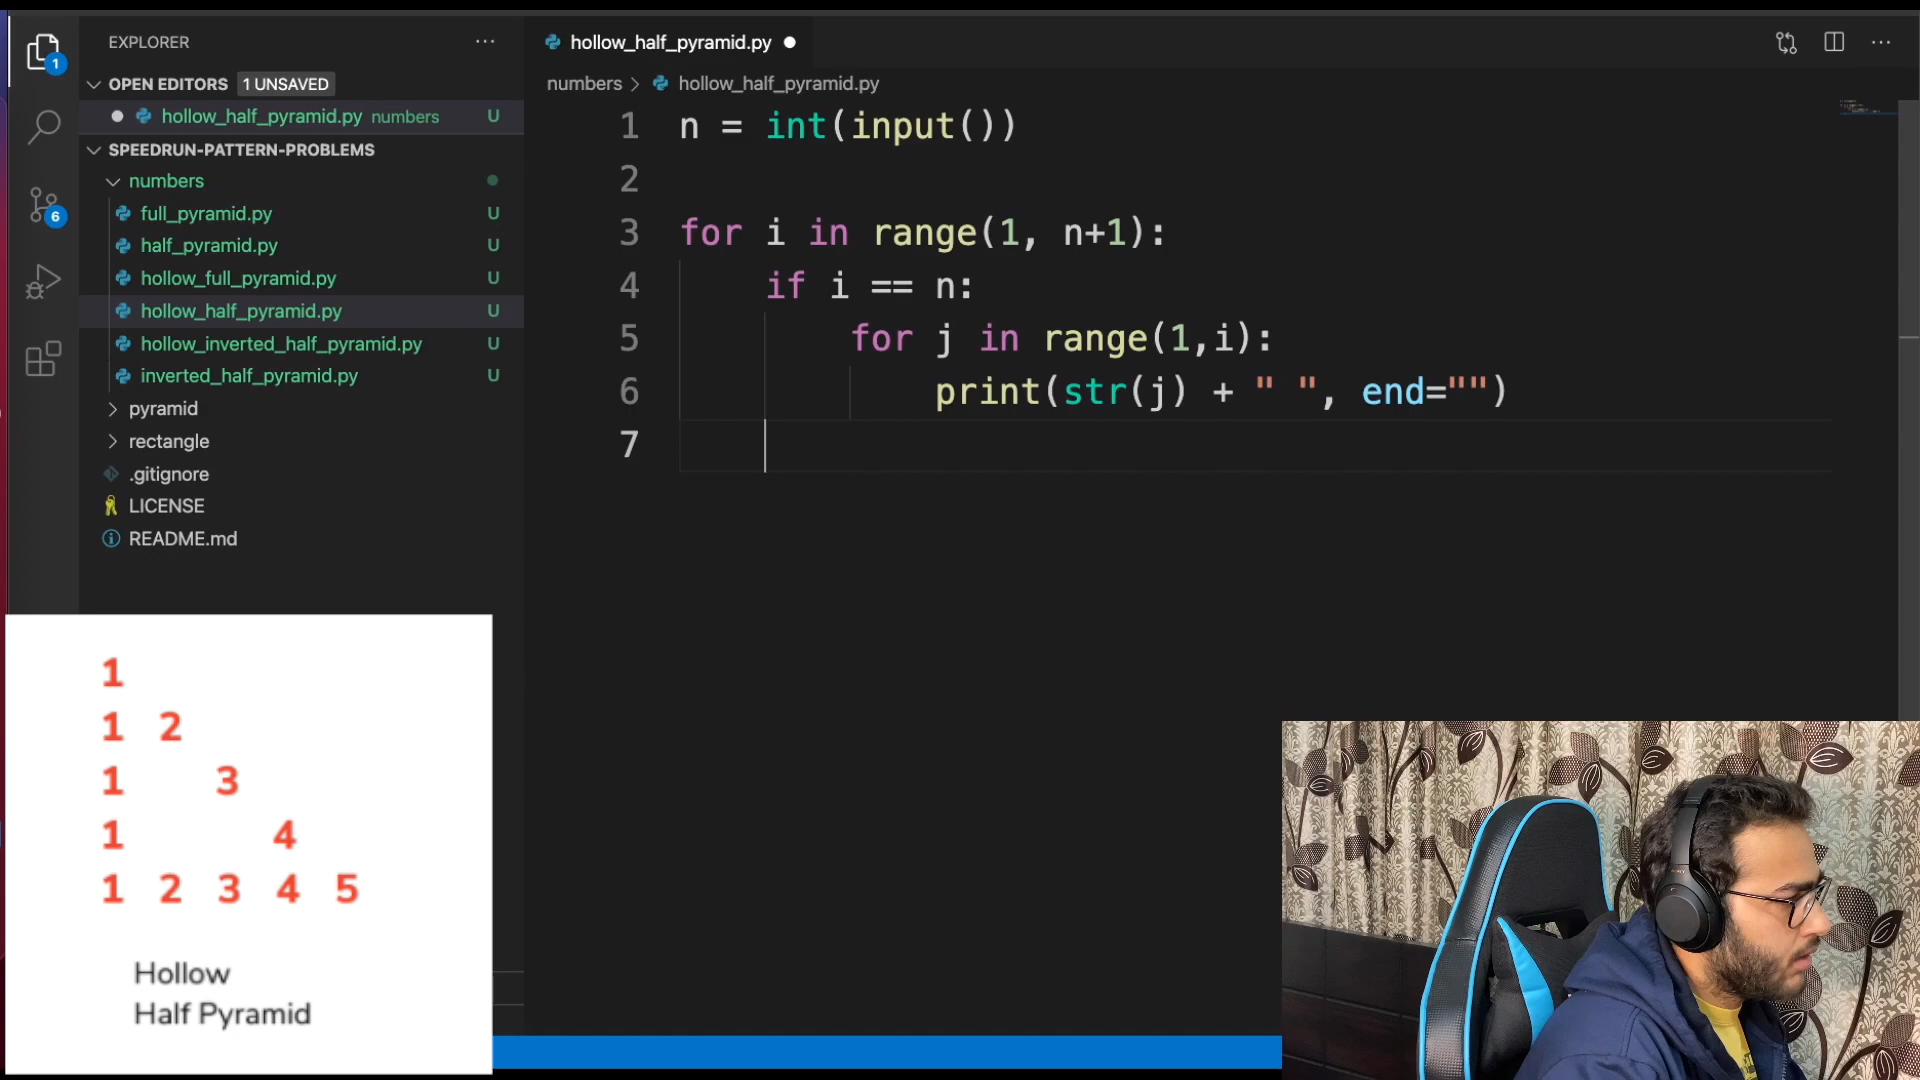 EXPLORER
OPEN EDITORS 1 UNSAVED
hollow_half_pyramid.py numbers U
SPEEDRUN-PATTERN-PROBLEMS
numbers
full_pyramid.py U
half_pyramid.py U
hollow_full_pyramid.py U
hollow_half_pyramid.py U
hollow_inverted_half_pyramid.py U
inverted_half_pyramid.py U
pyramid
rectangle
.gitignore
LICENSE
README.md
1
6
hollow_half_pyramid.py
numbers > hollow_half_pyramid.py
1 n = int(input())
2
3 for i in range(1, n+1):
4 if i == n:
5 for j in range(1,i):
6 print(str(j) + " ", end="")
7
1
1 2
1 3
1 4
1 2 3 4 5
Hollow
Half Pyramid